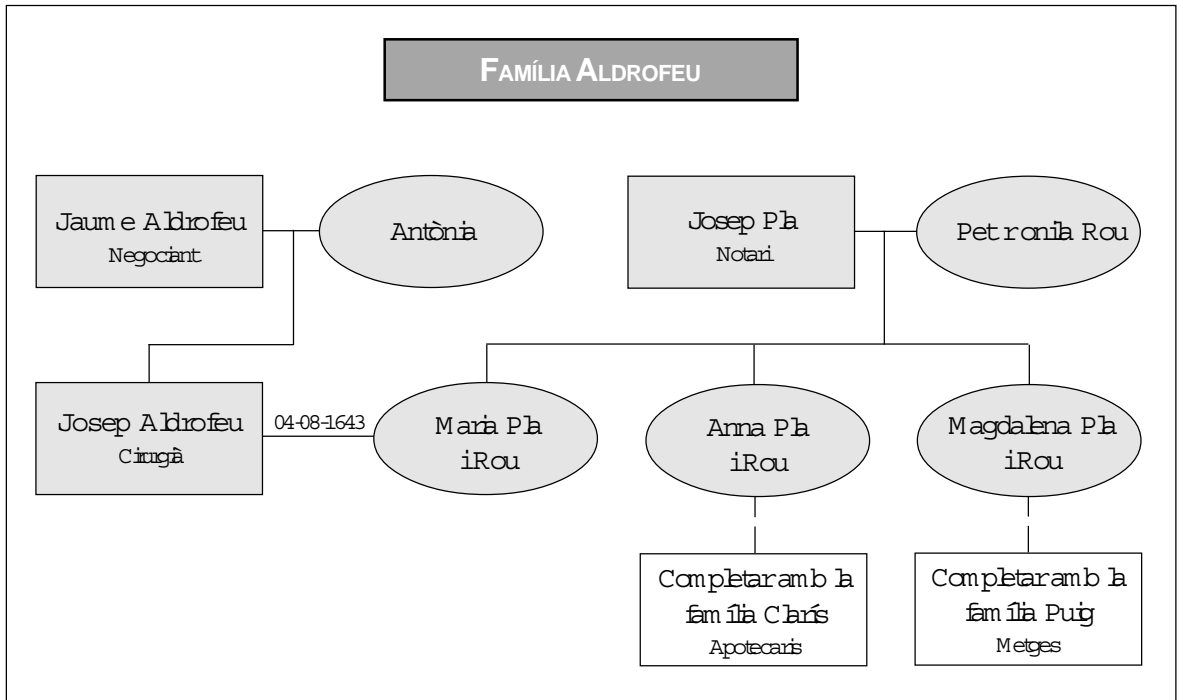 FAMÍLIA ALDROFEU
Jaume Aldrofeu
Negociant
Antònia
Josep Pla
Notari
Petronila Rou
Josep Aldrofeu
Cirurgià
04-08-1643
Maria Pla
i Rou
Anna Pla
i Rou
Magdalena Pla
i Rou
Completar amb la
família Clarís
Apotecaris
Completar amb la
família Puig
Metges